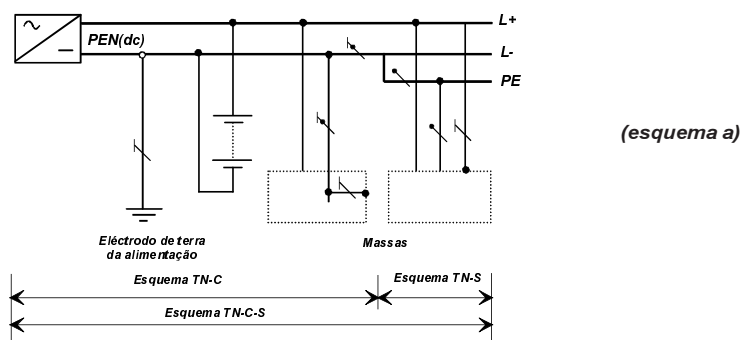 L+
PEN(dc)
L-
PE
(esquema a)
Eléctrodo de terra
da alimentação
Massas
Esquema TN-C
Esquema TN-S
Esquema TN-C-S